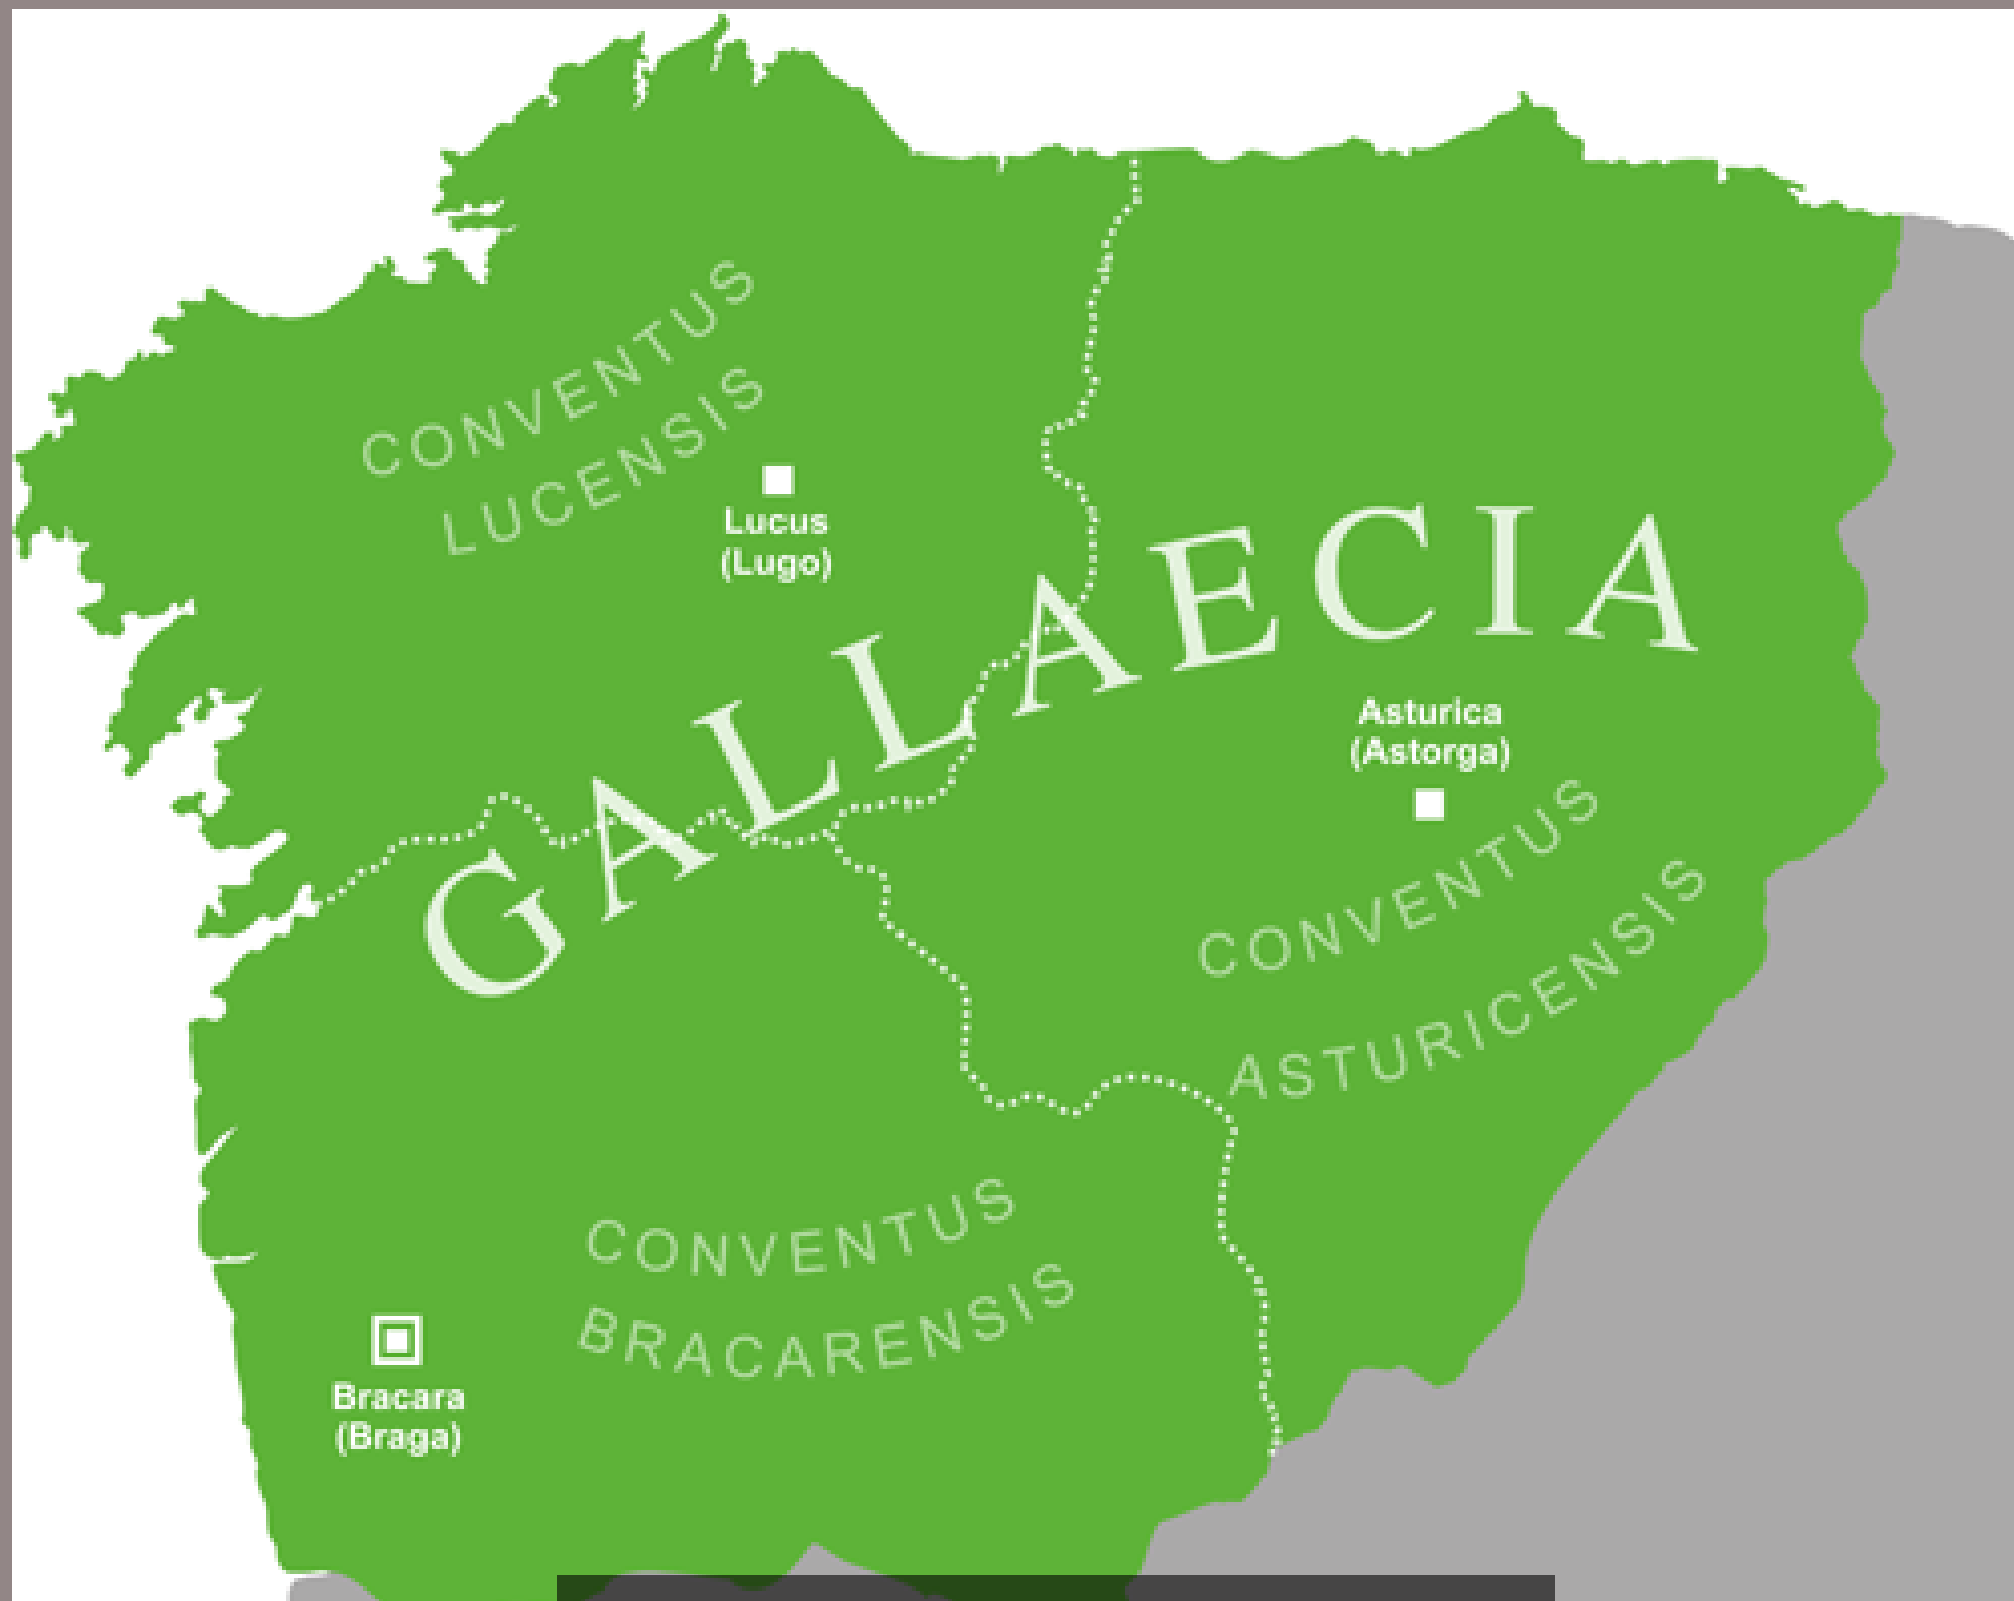 CONVENTUS
LUCENSIS
Lucus
(Lugo)
GALLAECIA
Asturica
(Astorga)
CONVENTUS
ASTURICENSIS
CONVENTUS
BRACARENSIS
Bracara
(Braga)